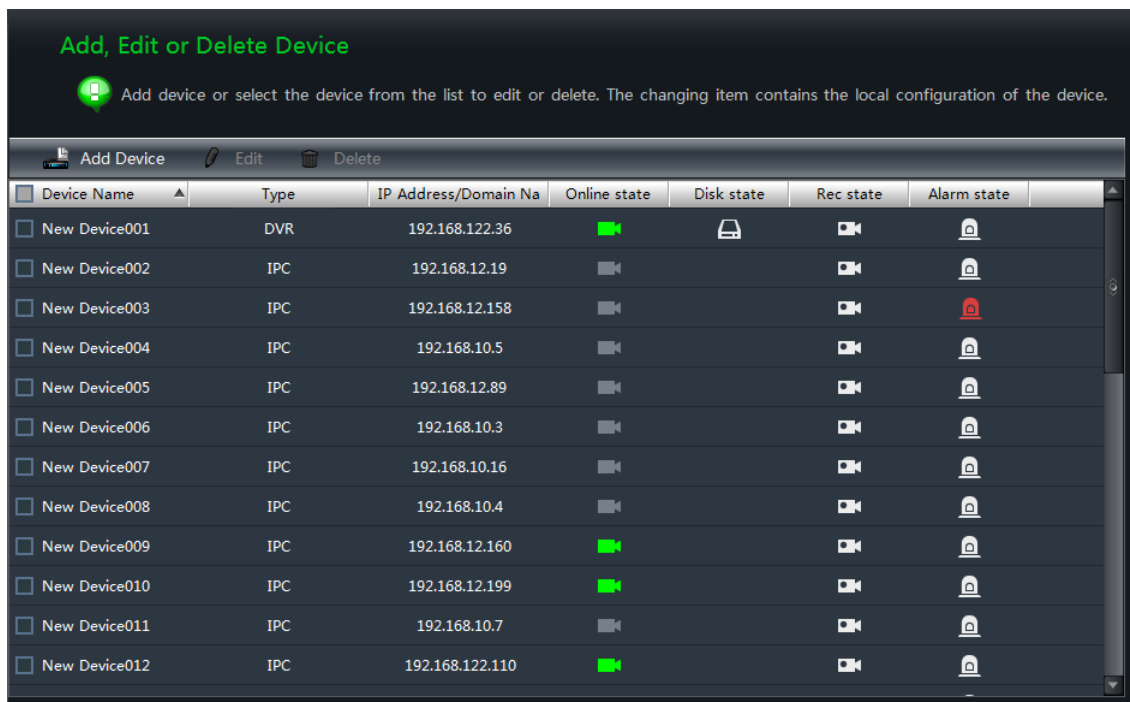 Add, Edit or Delete Device
Add device or select the device from the list to edit or delete. The changing item contains the local configuration of the device.
Add Device Edit Delete
Device Name Type IP Address/Domain Na Online state Disk state Rec state Alarm state
New Device001 DVR 192.168.122.36
New Device002 IPC 192.168.12.19
New Device003 IPC 192.168.12.158
New Device004 IPC 192.168.10.5
New Device005 IPC 192.168.12.89
New Device006 IPC 192.168.10.3
New Device007 IPC 192.168.10.16
New Device008 IPC 192.168.10.4
New Device009 IPC 192.168.12.160
New Device010 IPC 192.168.12.199
New Device011 IPC 192.168.10.7
New Device012 IPC 192.168.122.110